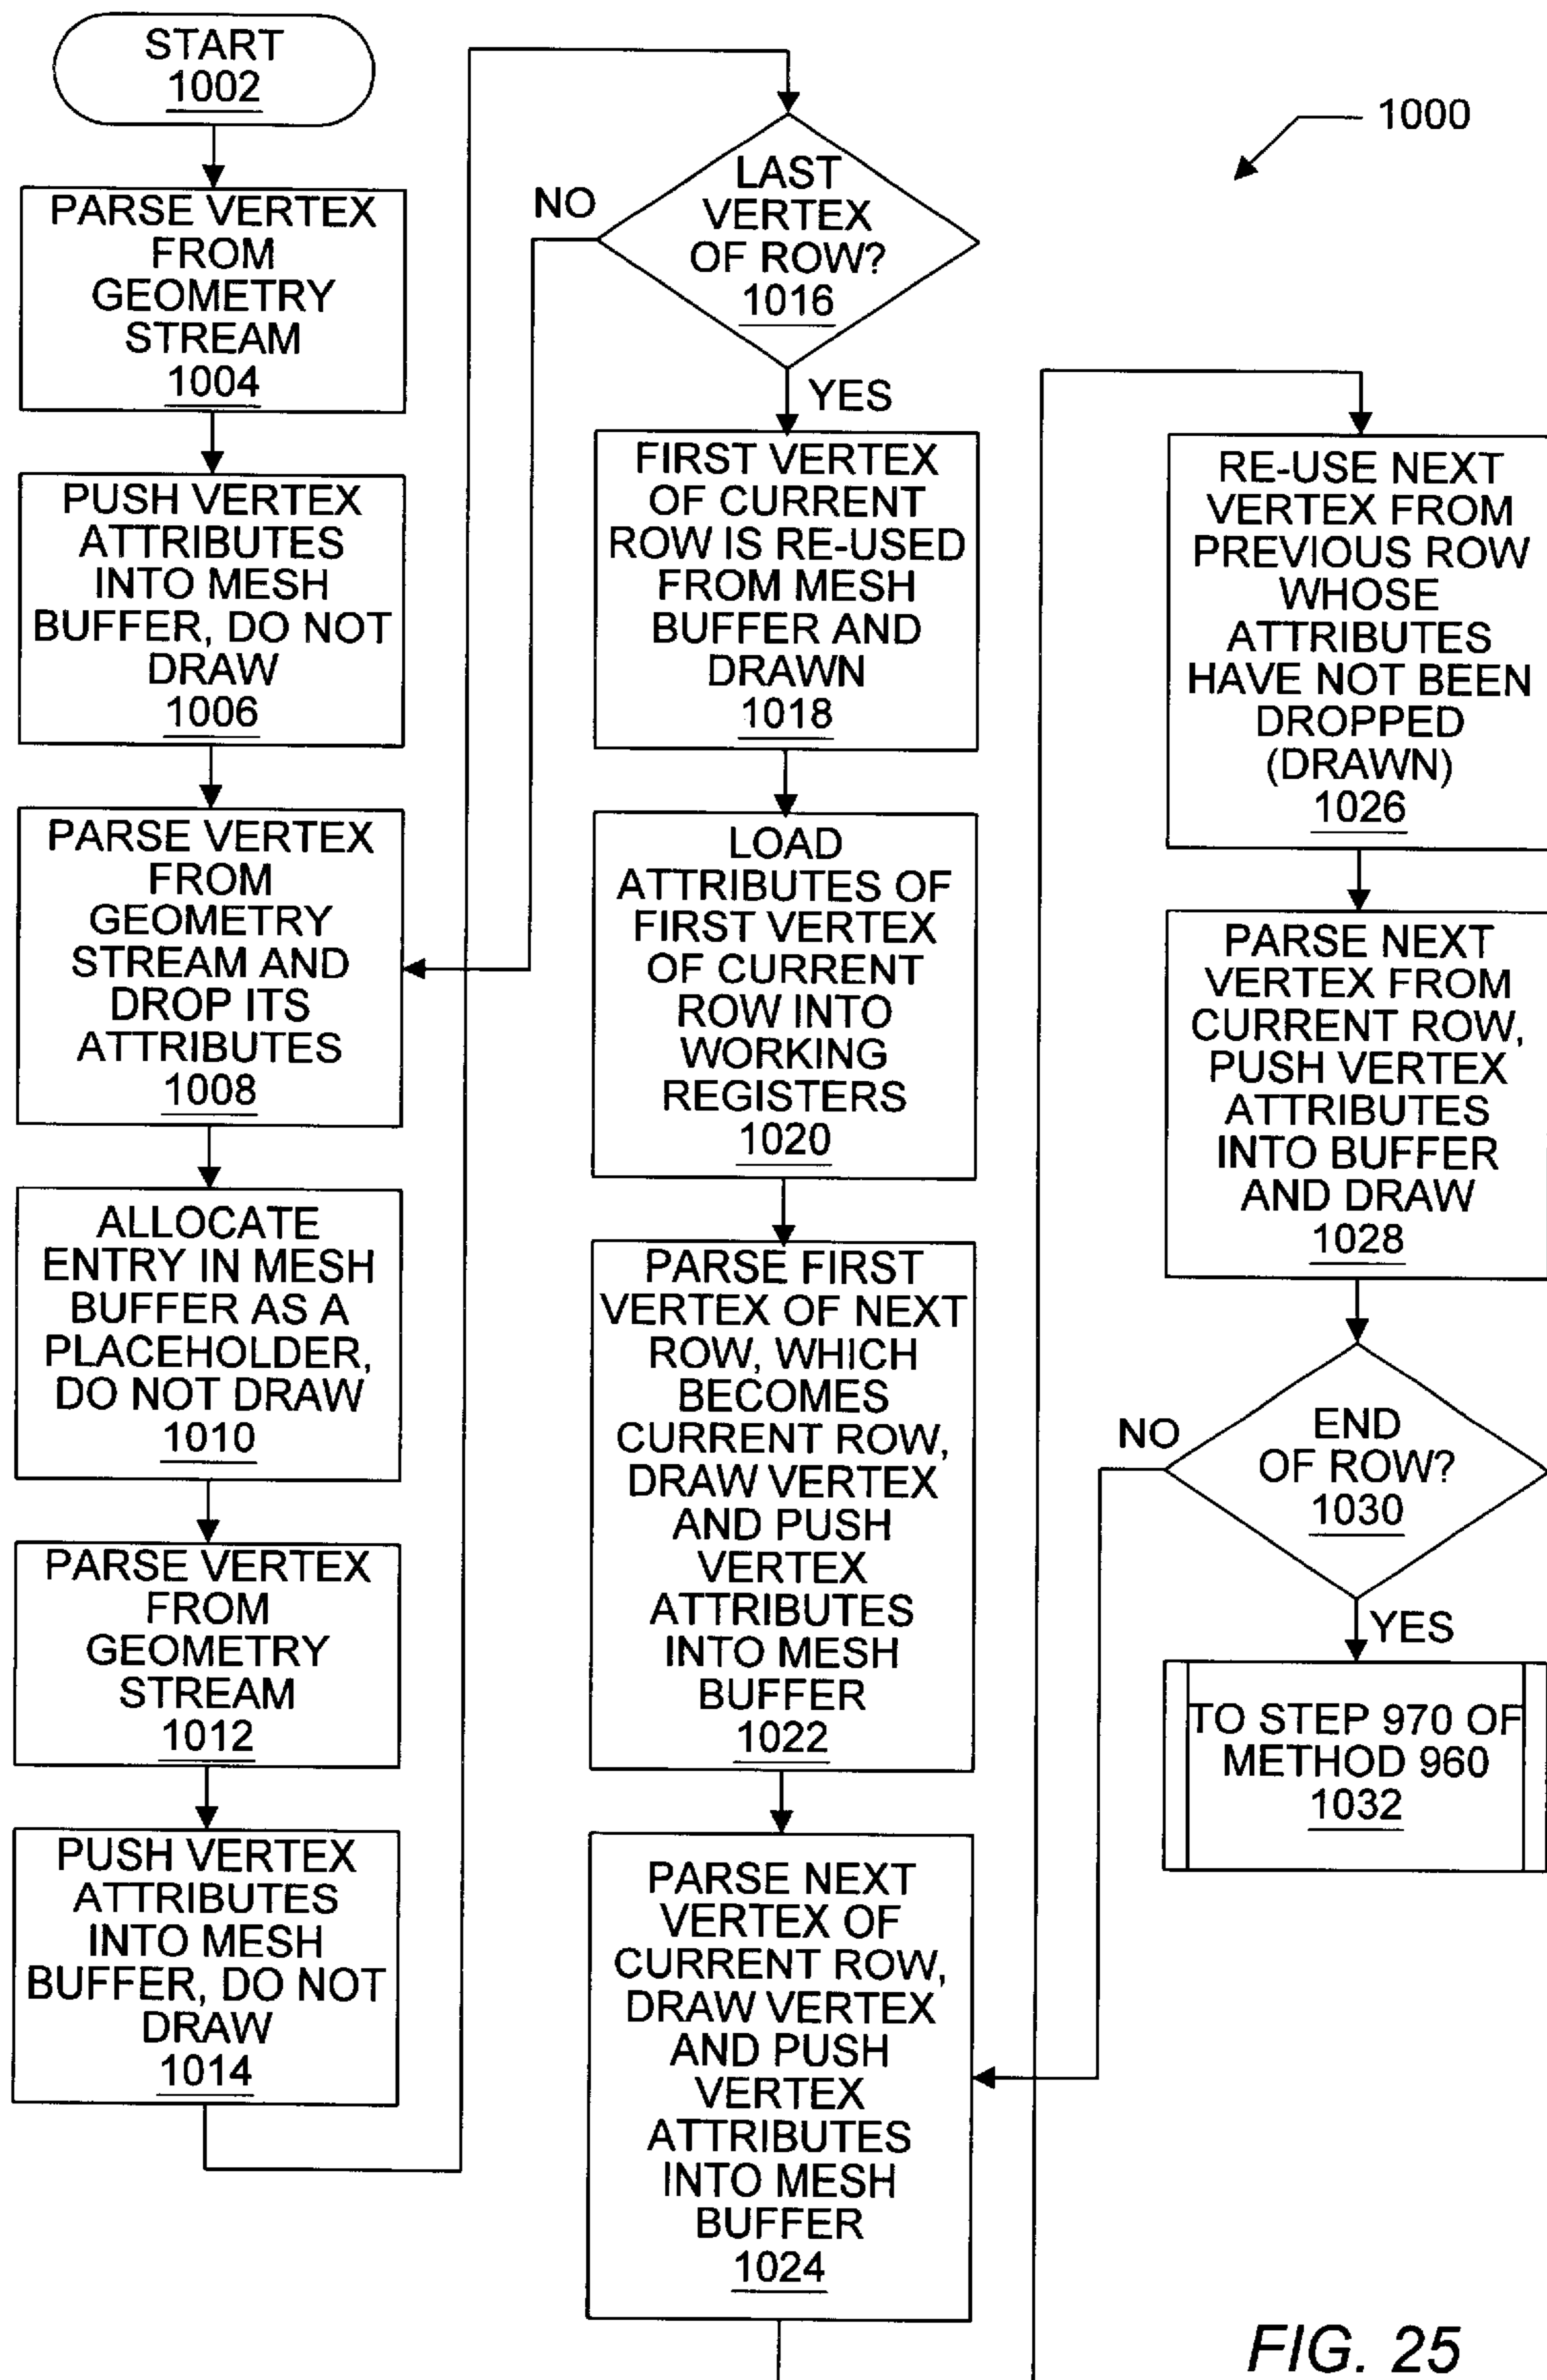 START
1002
PARSE VERTEX
FROM
GEOMETRY
STREAM
1004
PUSH VERTEX
ATTRIBUTES
INTO MESH
BUFFER, DO NOT
DRAW
1006
PARSE VERTEX
FROM
GEOMETRY
STREAM AND
DROP ITS
ATTRIBUTES
1008
ALLOCATE
ENTRY IN MESH
BUFFER AS A
PLACEHOLDER,
DO NOT DRAW
1010
PARSE VERTEX
FROM
GEOMETRY
STREAM
1012
PUSH VERTEX
ATTRIBUTES
INTO MESH
BUFFER, DO NOT
DRAW
1014
LAST
VERTEX
OF ROW?
1016
NO
YES
FIRST VERTEX
OF CURRENT
ROW IS RE-USED
FROM MESH
BUFFER AND
DRAWN
1018
LOAD
ATTRIBUTES OF
FIRST VERTEX
OF CURRENT
ROW INTO
WORKING
REGISTERS
1020
PARSE FIRST
VERTEX OF NEXT
ROW, WHICH
BECOMES
CURRENT ROW,
DRAW VERTEX
AND PUSH
VERTEX
ATTRIBUTES
INTO MESH
BUFFER
1022
PARSE NEXT
VERTEX OF
CURRENT ROW,
DRAW VERTEX
AND PUSH
VERTEX
ATTRIBUTES
INTO MESH
BUFFER
1024
1000
RE-USE NEXT
VERTEX FROM
PREVIOUS ROW
WHOSE
ATTRIBUTES
HAVE NOT BEEN
DROPPED
(DRAWN)
1026
PARSE NEXT
VERTEX FROM
CURRENT ROW,
PUSH VERTEX
ATTRIBUTES
INTO BUFFER
AND DRAW
1028
NO
END
OF ROW?
1030
YES
TO STEP 970 OF
METHOD 960
1032
FIG. 25